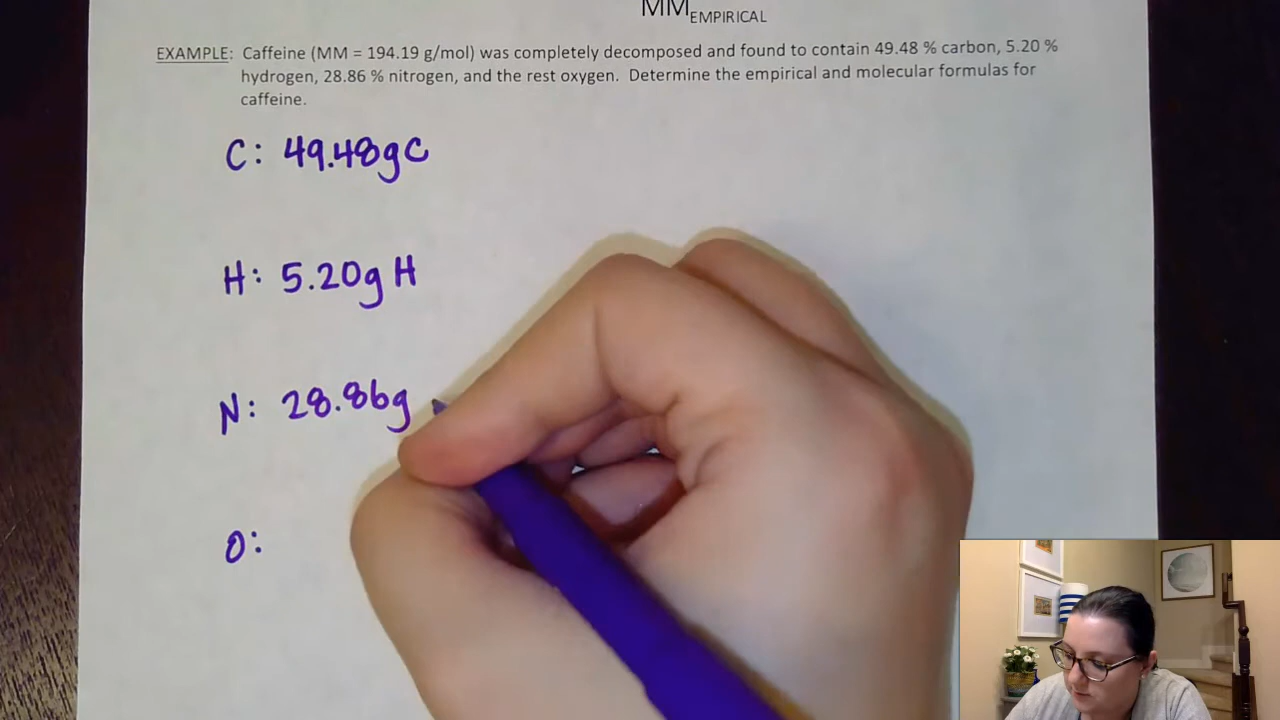 MM EMPIRICAL
EXAMPLE: Caffeine (MM = 194.19 g/mol) was completely decomposed and found to contain 49.48 % carbon, 5.20 %
hydrogen, 28.86 % nitrogen, and the rest oxygen. Determine the empirical and molecular formulas for
caffeine.
C: 49.48g C
H: 5.20g H
N: 28.86g
O: